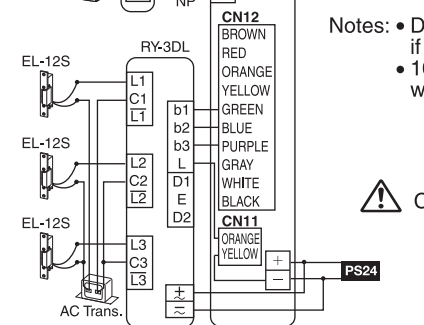 NP
CN12
Notes: • D
if
RY-3DL
BROWN
RED
• 1
w
EL-12S
ORANGE
YELLOW
L1
C1
L1
b1
GREEN
b2
BLUE
EL-12S
b3
PURPLE
L2
L
GRAY
C2
D1
WHITE
L2
E
BLACK
D2
CN11
EL-12S
ORANGE
L3
YELLOW
+
C3
PS24
L3
−
AC Trans.
+
~
−
~